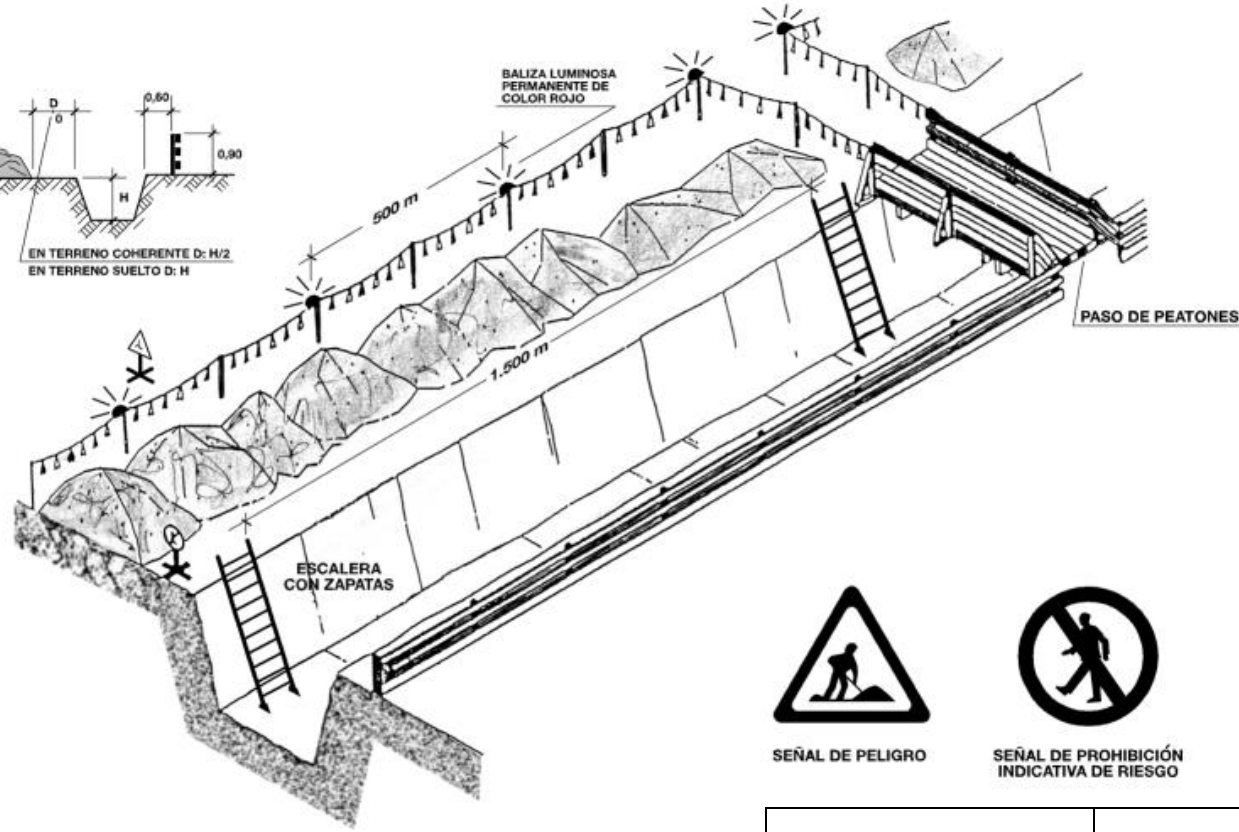 BALIZA LUMINOSA
PERMANENTE DE
COLOR ROJO
D
0
0,60
0,90
H
EN TERRENO COHERENTE D: H/2
EN TERRENO SUELTO D: H
500 m
1.500 m
PASO DE PEATONES
ESCALERA
CON ZAPATAS
SEÑAL DE PELIGRO
SEÑAL DE PROHIBICIÓN
INDICATIVA DE RIESGO